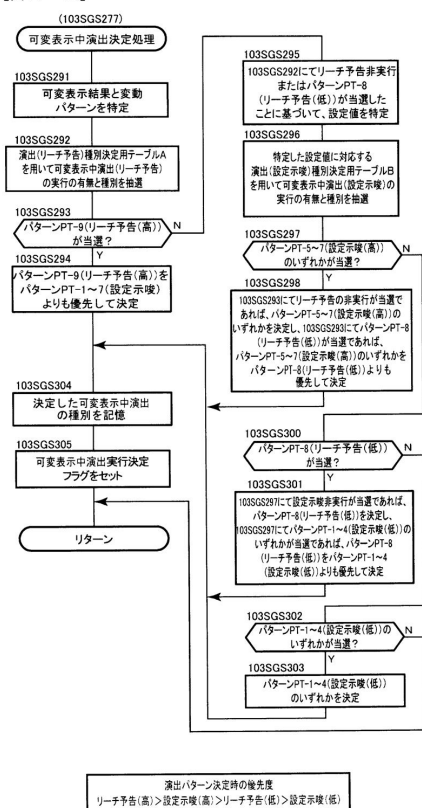 (103SGS277)
可変表示中演出決定処理
103SGS291
可変表示結果と変動
パターンを特定
103SGS292
演出(リーチ予告)種別決定用テーブルA
を用いて可変表示中演出(リーチ予告)
の実行の有無と種別を抽選
103SGS293
パターンPT-9(リーチ予告(高))
が当選?
N
Y
103SGS294
パターンPT-9(リーチ予告(高))を
パターンPT-1~7(設定示唆)
よりも優先して決定
103SGS304
決定した可変表示中演出
の種別を記憶
103SGS305
可変表示中演出実行決定
フラグをセット
リターン
103SGS295
103SGS292にてリーチ予告非実行
またはパターンPT-8
(リーチ予告(低))が当選した
ことに基づいて、設定値を特定
103SGS296
特定した設定値に対応する
演出(設定示唆)種別決定用テーブルB
を用いて可変表示中演出(設定示唆)の
実行の有無と種別を抽選
103SGS297
パターンPT-5~7(設定示唆(高))
のいずれかが当選?
N
Y
103SGS298
103SGS293にてリーチ予告の非実行が当選で
あれば、パターンPT-5~7(設定示唆(高))の
いずれかを決定し、103SGS293にてパターンPT-8
(リーチ予告(低))が当選であれば、
パターンPT-5~7(設定示唆(高))のいずれかを
パターンPT-8(リーチ予告(低))よりも
優先して決定
103SGS300
パターンPT-8(リーチ予告(低))
が当選?
N
Y
103SGS301
103SGS297にて設定示唆非実行が当選であれば、
パターンPT-8(リーチ予告(低))を決定し、
103SGS297にてパターンPT-1~4(設定示唆(低))の
いずれかが当選であれば、パターンPT-8
(リーチ予告(低))をパターンPT-1~4
(設定示唆(低))よりも優先して決定
103SGS302
パターンPT-1~4(設定示唆(低))の
いずれかが当選?
N
Y
103SGS303
パターンPT-1~4(設定示唆(低))
のいずれかを決定
演出パターン決定時の優先度
リーチ予告(高)>設定示唆(高)>リーチ予告(低)>設定示唆(低)